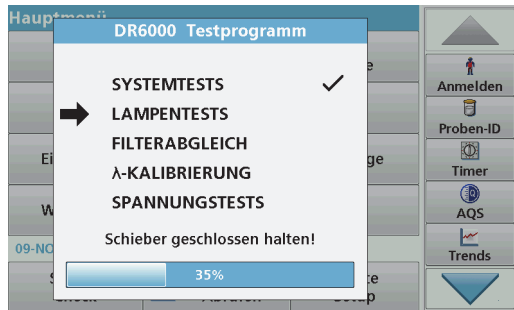 Hauptmenü
DR6000 Testprogramm
SYSTEMTESTS
LAMPENTESTS
FILTERABGLEICH
λ-KALIBRIERUNG
SPANNUNGSTESTS
Schieber geschlossen halten!
35%
09-NO
Anmelden
Proben-ID
Timer
AQS
Trends